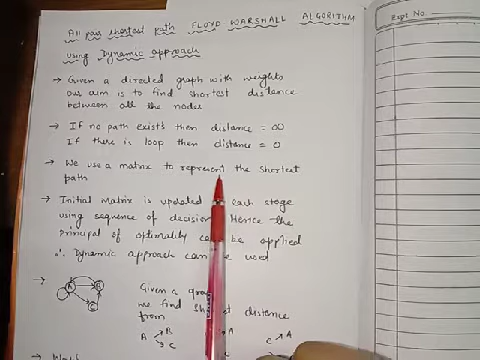 All pair shortest path FLOYD WARSHALL ALGORITHM
using Dynamic approach
Expt No.
→ Given a directed graph with weights
our aim is to find shortest distance
between all the nodes
→ If no path exists then distance = ∞
If there is loop then distance = 0
→ We use a matrix to represent the shortest
path
→ Initial Matrix is updated each stage
using sequence of decision Hence the
Principal of optimality can be applied
∴ Dynamic approach can be used
→ A B C
Given a
we find distance
from
A → B
→ C
A
C → A